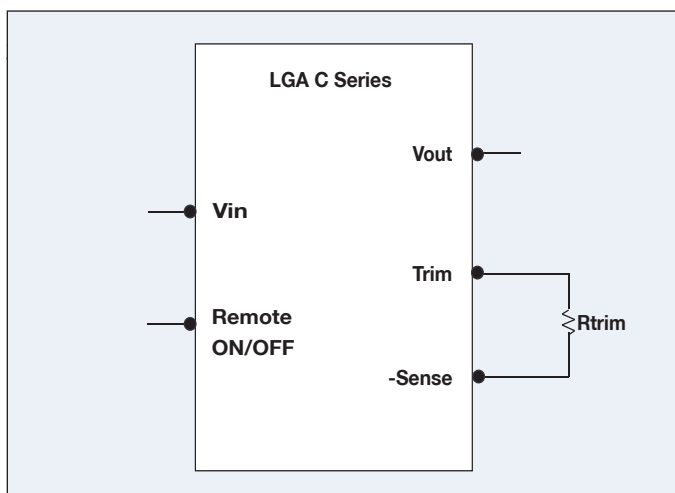 LGA C Series
Vout
Vin
Trim
Remote
ON/OFF
Rtrim
-Sense